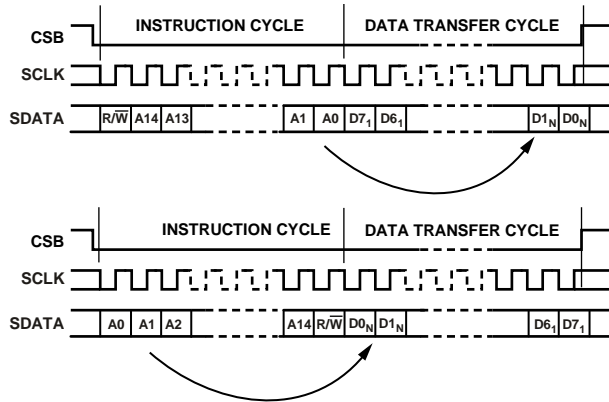 INSTRUCTION CYCLE DATA TRANSFER CYCLE
CSB
SCLK
SDATA R/W̅ A14 A13 A1 A0 D7₁ D6₁ D1N D0N
INSTRUCTION CYCLE DATA TRANSFER CYCLE
CSB
SCLK
SDATA A0 A1 A2 A14 R/W̅ D0N D1N D6₁ D7₁